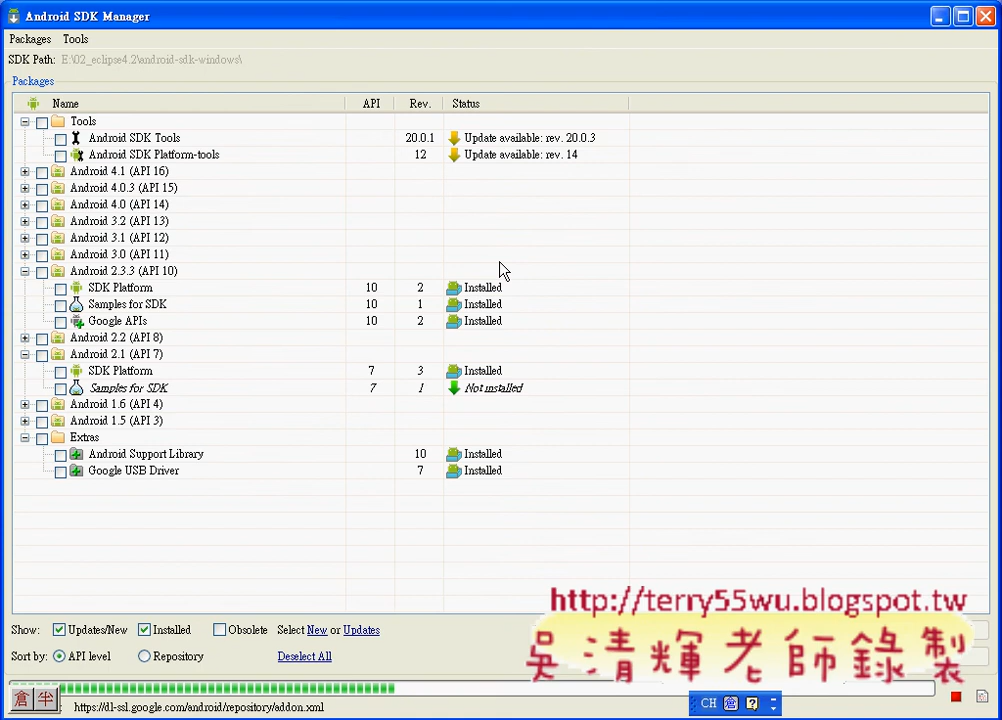 Android SDK Manager
Packages Tools
SDK Path: E:\02_eclipse4.2\android-sdk-windows\
Packages
Name API Rev. Status
Tools
Android SDK Tools 20.0.1 Update available: rev. 20.0.3
Android SDK Platform-tools 12 Update available: rev. 14
Android 4.1 (API 16)
Android 4.0.3 (API 15)
Android 4.0 (API 14)
Android 3.2 (API 13)
Android 3.1 (API 12)
Android 3.0 (API 11)
Android 2.3.3 (API 10)
SDK Platform 10 2 Installed
Samples for SDK 10 1 Installed
Google APIs 10 2 Installed
Android 2.2 (API 8)
Android 2.1 (API 7)
SDK Platform 7 3 Installed
Samples for SDK 7 1 Not installed
Android 1.6 (API 4)
Android 1.5 (API 3)
Extras
Android Support Library 10 Installed
Google USB Driver 7 Installed
http://terry55wu.blogspot.tw
吳清輝老師錄製
Show: Updates/New Installed Obsolete Select New or Updates
Sort by: API level Repository Deselect All
倉 半
https://dl-ssl.google.com/android/repository/addon.xml
CH 倉 ?